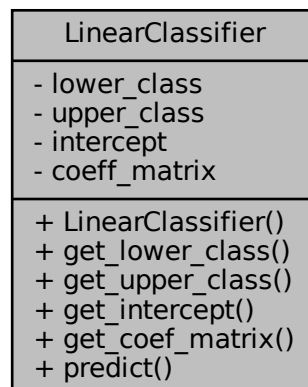 LinearClassifier
- lower_class
- upper_class
- intercept
- coeff_matrix
+ LinearClassifier()
+ get_lower_class()
+ get_upper_class()
+ get_intercept()
+ get_coef_matrix()
+ predict()